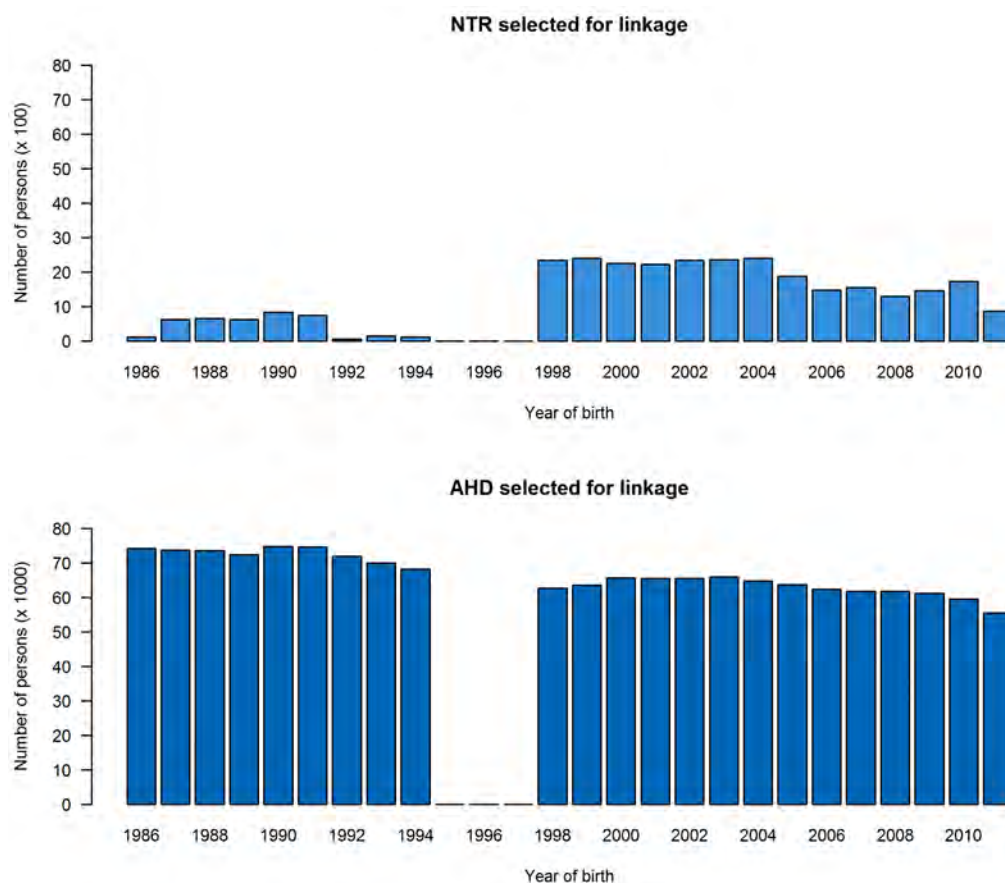 NTR selected for linkage
Number of persons (x 100)
80
70
60
50
40
30
20
10
0
1986 1988 1990 1992 1994 1996 1998 2000 2002 2004 2006 2008 2010
Year of birth
AHD selected for linkage
Number of persons (x 1000)
80
70
60
50
40
30
20
10
0
1986 1988 1990 1992 1994 1996 1998 2000 2002 2004 2006 2008 2010
Year of birth